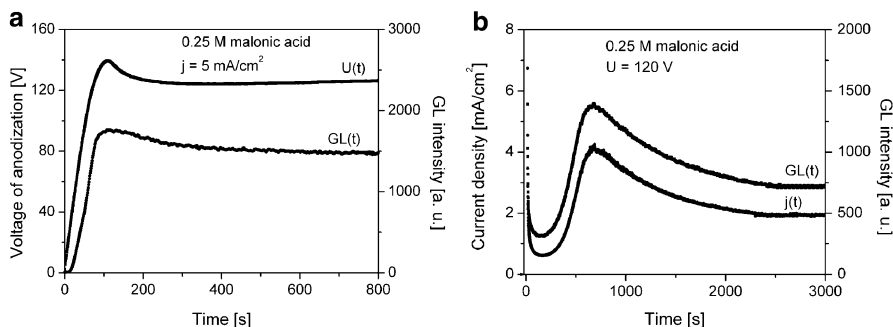 a
0.25 M malonic acid
j = 5 mA/cm²
U(t)
GL(t)
Voltage of anodization [V]
0
40
80
120
160
GL intensity [a. u.]
0
1000
1500
2000
2500
3000
0 200 400 600 800
Time [s]
b
0.25 M malonic acid
U = 120 V
GL(t)
j(t)
Current density [mA/cm²]
0
2
4
6
8
GL intensity [a. u.]
0
500
1000
1500
2000
0 1000 2000 3000
Time [s]